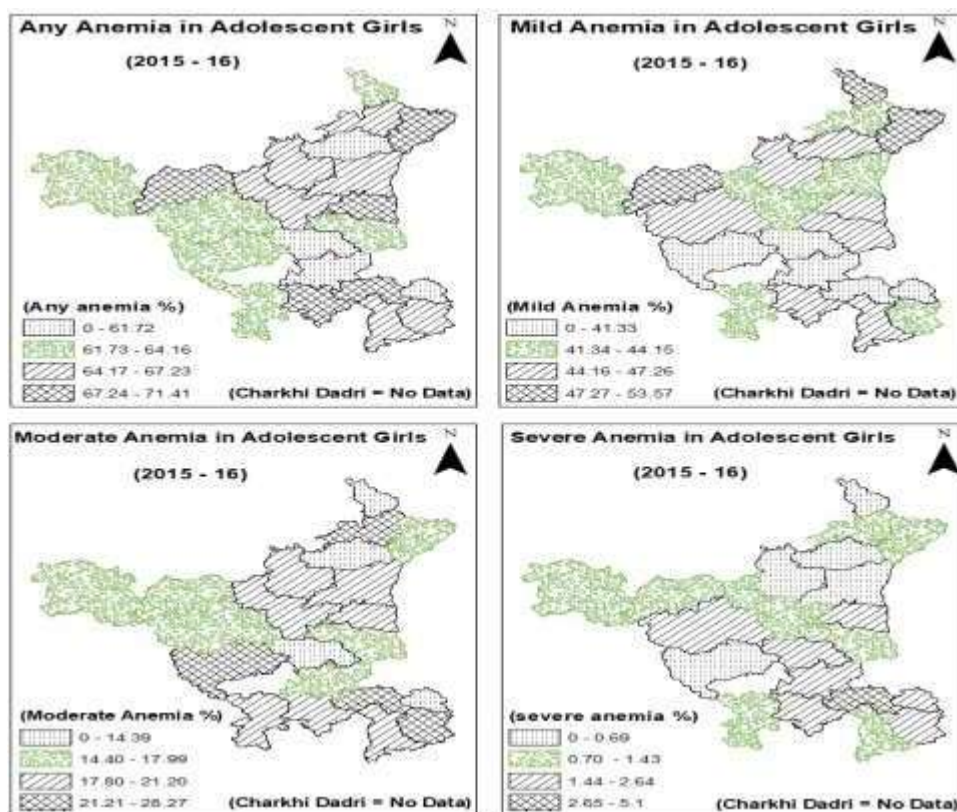 Any Anemia in Adolescent Girls
(2015 - 16)
N
(Any anemia %)
0 - 61.72
61.73 - 64.16
64.17 - 67.23
67.24 - 71.41
(Charkhi Dadri = No Data)
Mild Anemia in Adolescent Girls
(2015 - 16)
N
(Mild Anemia %)
0 - 41.33
41.34 - 44.15
44.16 - 47.26
47.27 - 53.57
(Charkhi Dadri = No Data)
Moderate Anemia in Adolescent Girls
(2015 - 16)
N
(Moderate Anemia %)
0 - 14.39
14.40 - 17.99
17.80 - 21.20
21.21 - 28.27
(Charkhi Dadri = No Data)
Severe Anemia in Adolescent Girls
(2015 - 16)
N
(severe anemia %)
0 - 0.69
0.70 - 1.43
1.44 - 2.64
2.65 - 5.1
(Charkhi Dadri = No Data)